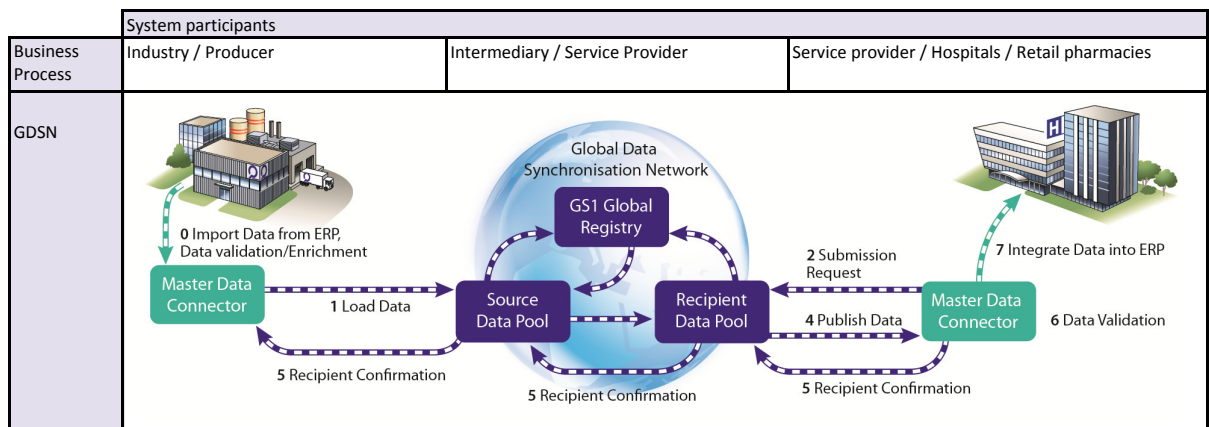 System participants
Business
Process
Industry / Producer
Intermediary / Service Provider
Service provider / Hospitals / Retail pharmacies
GDSN
Global Data
Synchronisation Network
GS1 Global
Registry
H
0 Import Data from ERP,
Data validation/Enrichment
Master Data
Connector
1 Load Data
Source
Data Pool
Recipient
Data Pool
2 Submission
Request
4 Publish Data
7 Integrate Data into ERP
Master Data
Connector
6 Data Validation
5 Recipient Confirmation
5 Recipient Confirmation
5 Recipient Confirmation